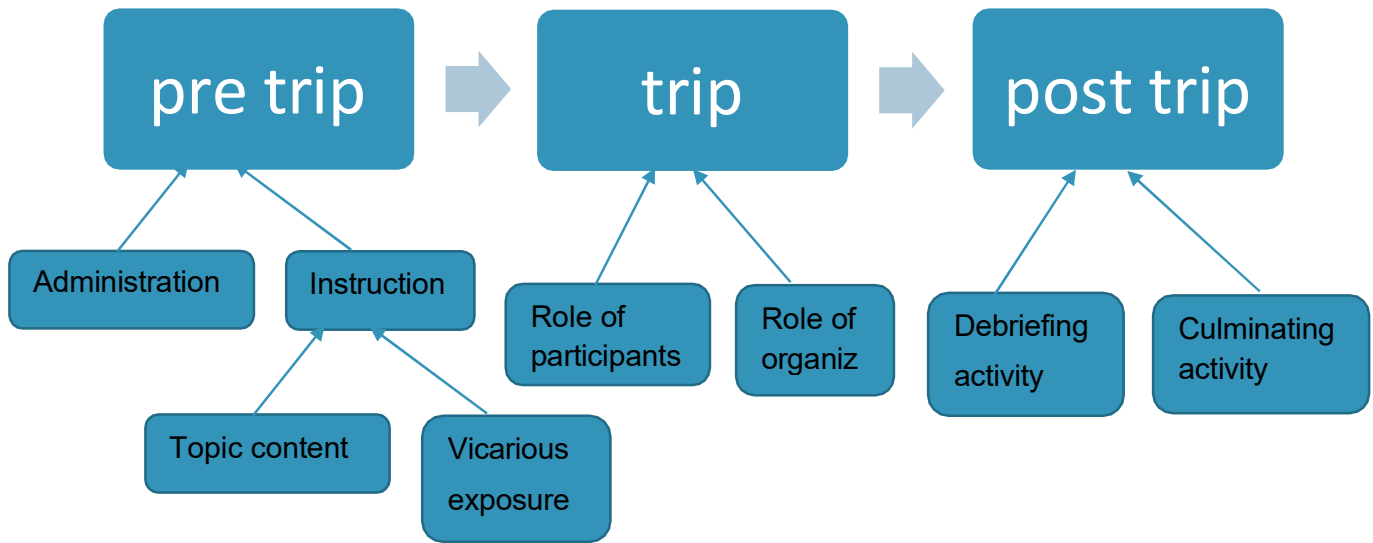 pre trip
trip
post trip
Administration
Instruction
Role of
participants
Role of
organiz
Debriefing
activity
Culminating
activity
Topic content
Vicarious
exposure